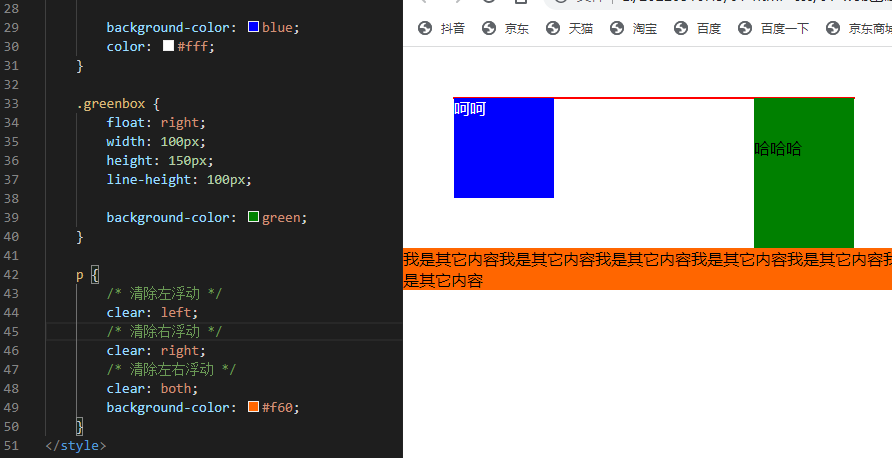 28
29 background-color: blue;
30 color: #fff;
31 }
32
33 .greenbox {
34 float: right;
35 width: 100px;
36 height: 150px;
37 line-height: 100px;
38
39 background-color: green;
40 }
41
42 p {
43 /* 清除左浮动 */
44 clear: left;
45 /* 清除右浮动 */
46 clear: right;
47 /* 清除左右浮动 */
48 clear: both;
49 background-color: #f60;
50 }
51 </style>
抖音 京东 天猫 淘宝 百度 百度一下 京东商城
呵呵
哈哈哈
我是其它内容我是其它内容我是其它内容我是其它内容我是其它内容我
是其它内容